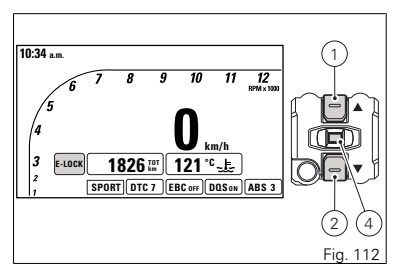 10:34 a.m.
1
2
3
4
5
6
7
8
9
10
11
12
RPM x 1000
0 km/h
E-LOCK
1826 TOT km
121 °C
SPORT
DTC 7
EBC OFF
DQS ON
ABS 3
1
2
4
Fig. 112